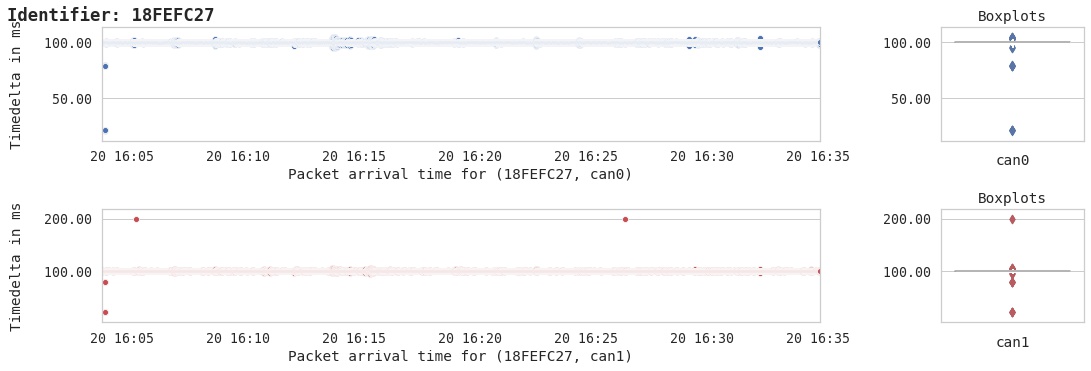 Identifier: 18FEFC27
Boxplots
Timedelta in ms
100.00
50.00
20 16:05 20 16:10 20 16:15 20 16:20 20 16:25 20 16:30 20 16:35
Packet arrival time for (18FEFC27, can0)
100.00
50.00
can0
Boxplots
Timedelta in ms
200.00
100.00
20 16:05 20 16:10 20 16:15 20 16:20 20 16:25 20 16:30 20 16:35
Packet arrival time for (18FEFC27, can1)
200.00
100.00
can1